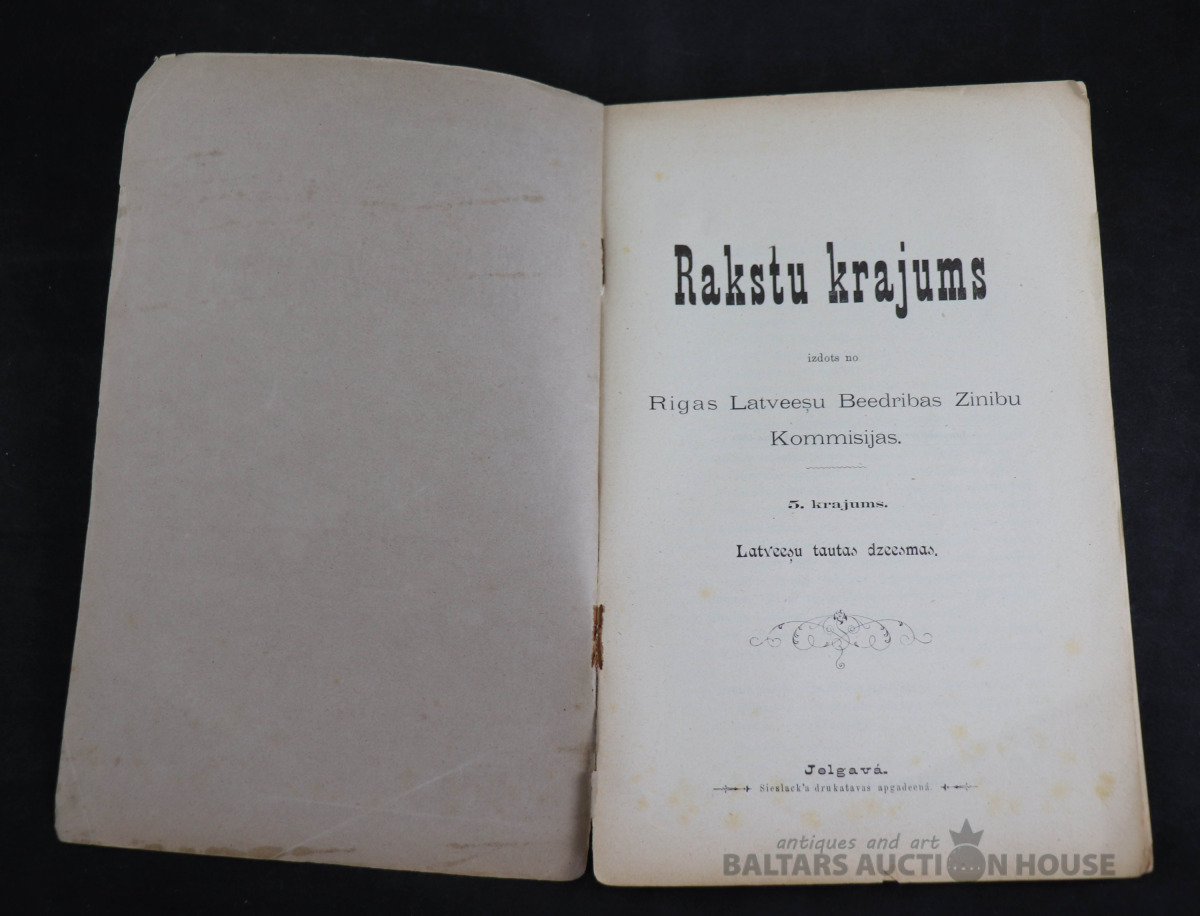 Rakstu krajums
izdots no
Rigas Latveeşu Beedribas Zinibu
Kommisijas.
5. krajums.
Latveeşu tautas dzeesmas.
Jelgavá.
Sieslack'a drukatavas apgadeená.
antiques and art
BALTARS AUCTION HOUSE